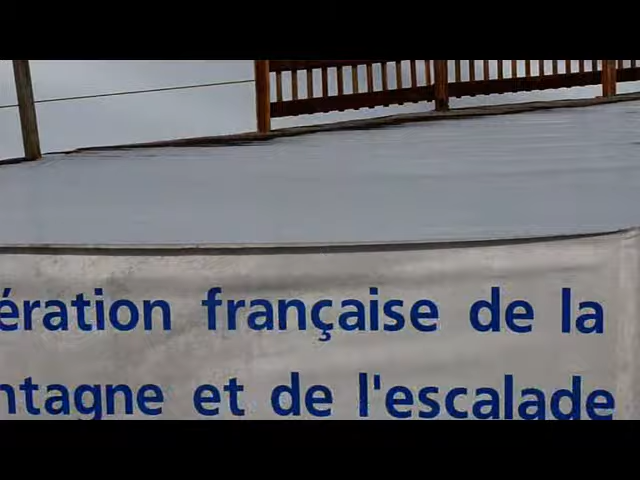 ération française de la
ntagne et de l'escalade